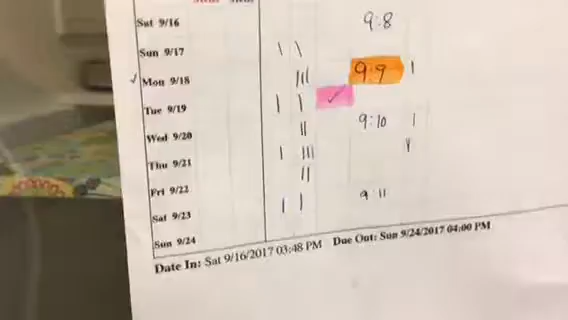 Sat 9/16 9:8
Sun 9/17 \ \
✓ Mon 9/18 ||| 9:9 |
Tue 9/19 | \ ✓
Wed 9/20 || 9:10 |
Thu 9/21 | |||
Fri 9/22 ||
Sat 9/23 | | 9:11
Sun 9/24
Date In: Sat 9/16/2017 03:48 PM Due Out: Sun 9/24/2017 04:00 PM